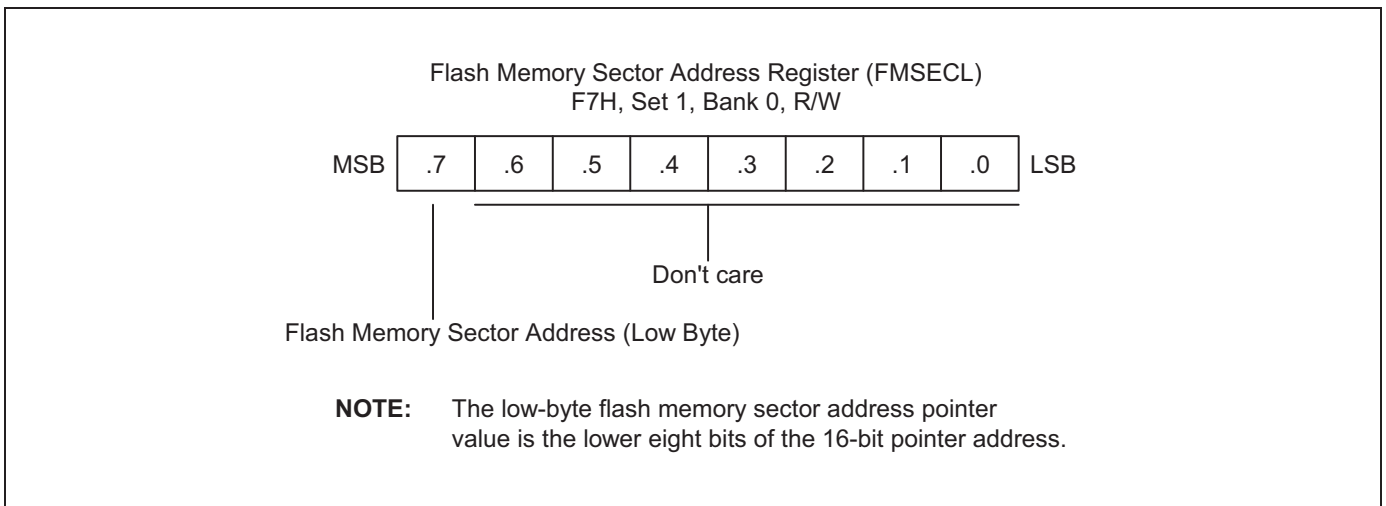 Flash Memory Sector Address Register (FMSECL)
F7H, Set 1, Bank 0, R/W
MSB .7 .6 .5 .4 .3 .2 .1 .0 LSB
Don't care
Flash Memory Sector Address (Low Byte)
NOTE: The low-byte flash memory sector address pointer
value is the lower eight bits of the 16-bit pointer address.